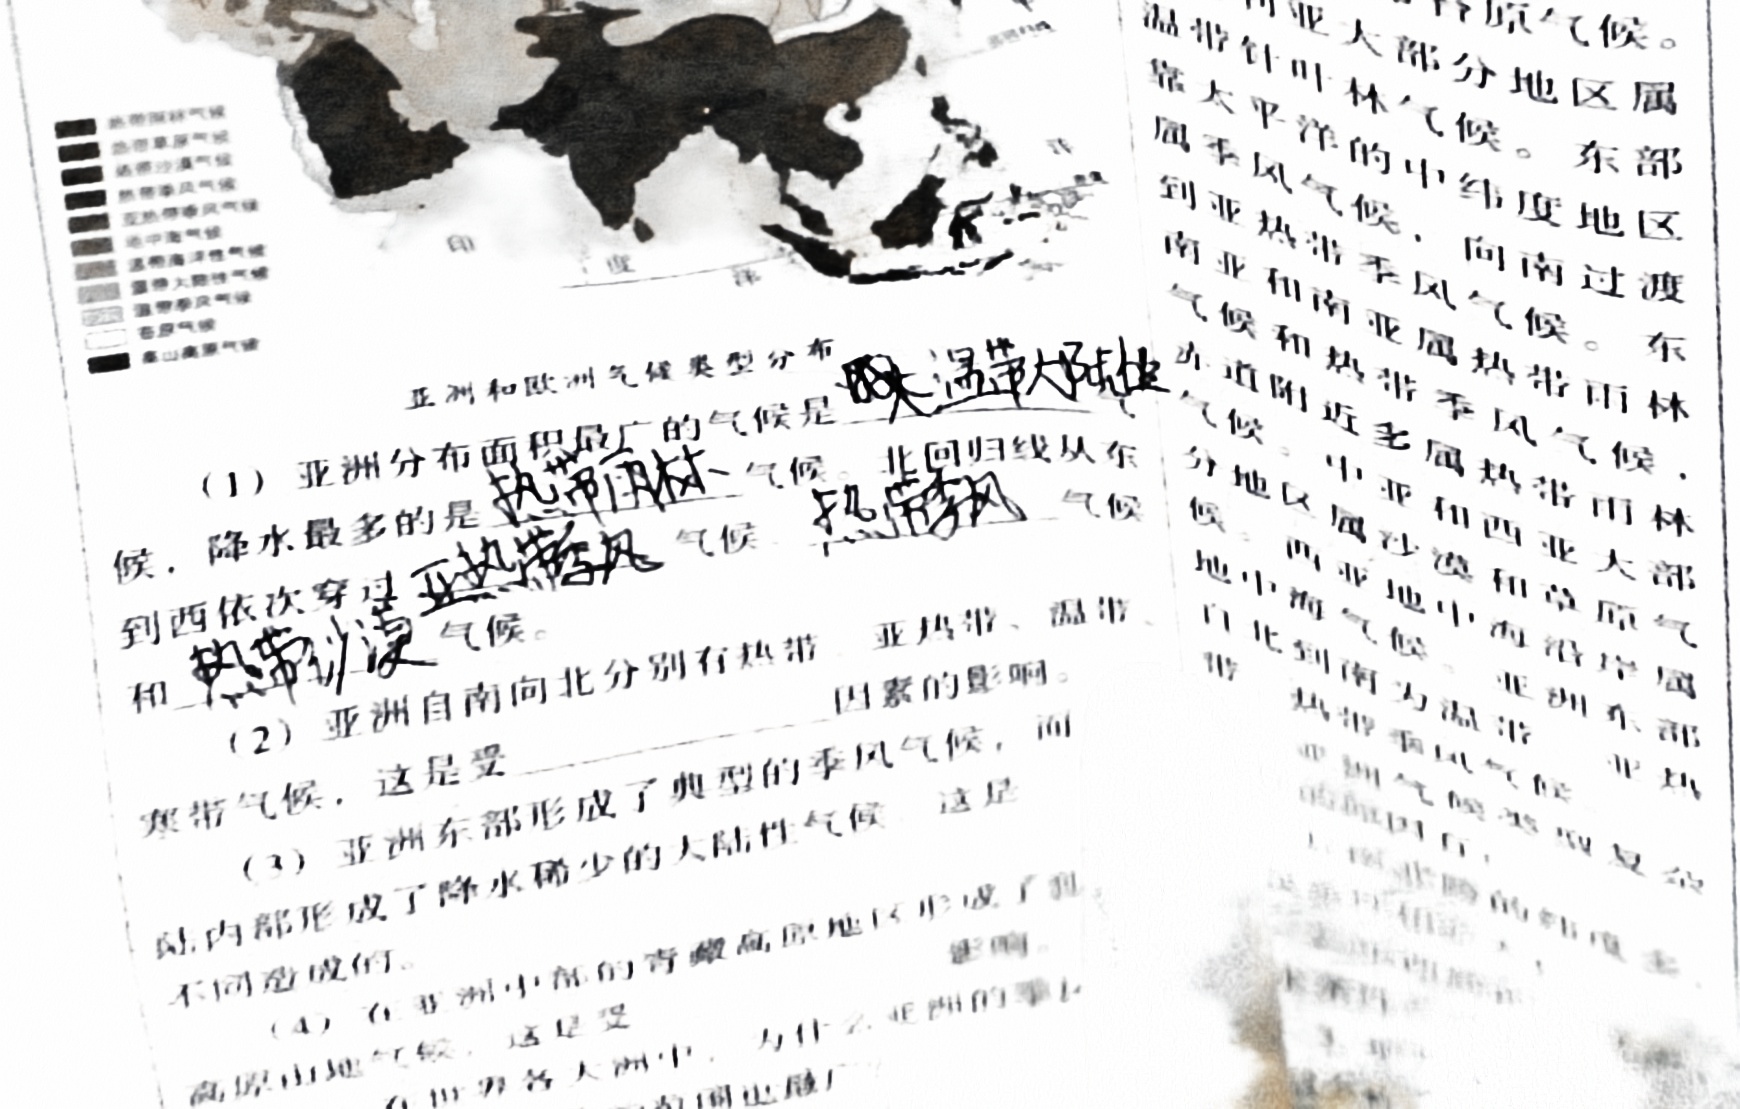 热带雨林气候
热带草原气候
热带沙漠气候
热带季风气候
亚热带季风气候
地中海气候
温带海洋性气候
温带大陆性气候
温带季风气候
苔原气候
高山高原气候
印
度
洋
洋
亚洲和欧洲气候类型分布
(1) 亚洲分布面积最广的气候是 温带大陆性 气
候，降水最多的是 热带雨林 气候。北回归线从东
到西依次穿过 亚热带季风 气候、 热带季风 气候
和 热带沙漠 气候。
(2) 亚洲自南向北分别有热带、亚热带、温带、
寒带气候，这是受 因素的影响。
(3) 亚洲东部形成了典型的季风气候，而
陆内部形成了降水稀少的大陆性气候，这是
不同造成的。
(4) 在亚洲中部的青藏高原地区形成了
高原山地气候，这是受 影响。
在世界各大洲中，为什么亚洲的季
原气候。
亚大部分地区属
温带针叶林气候。东部
靠太平洋的中纬度地区
属季风气候，向南过渡
到亚热带季风气候。东
南亚和南亚属热带雨林
气候和热带季风气候，
赤道附近多属热带雨林
气候。中亚和西亚大部
分地区属沙漠和草原气
候。西亚地中海沿岸属
地中海气候。亚洲东部
自北到南为温带、亚热
带、热带季风气候
亚洲气候类型复杂